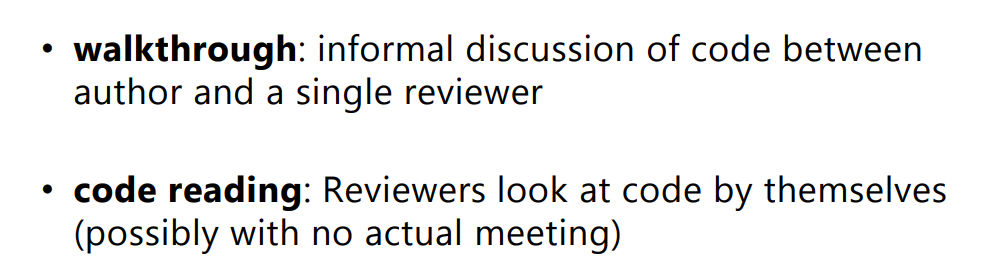 • walkthrough: informal discussion of code between
author and a single reviewer
• code reading: Reviewers look at code by themselves
(possibly with no actual meeting)